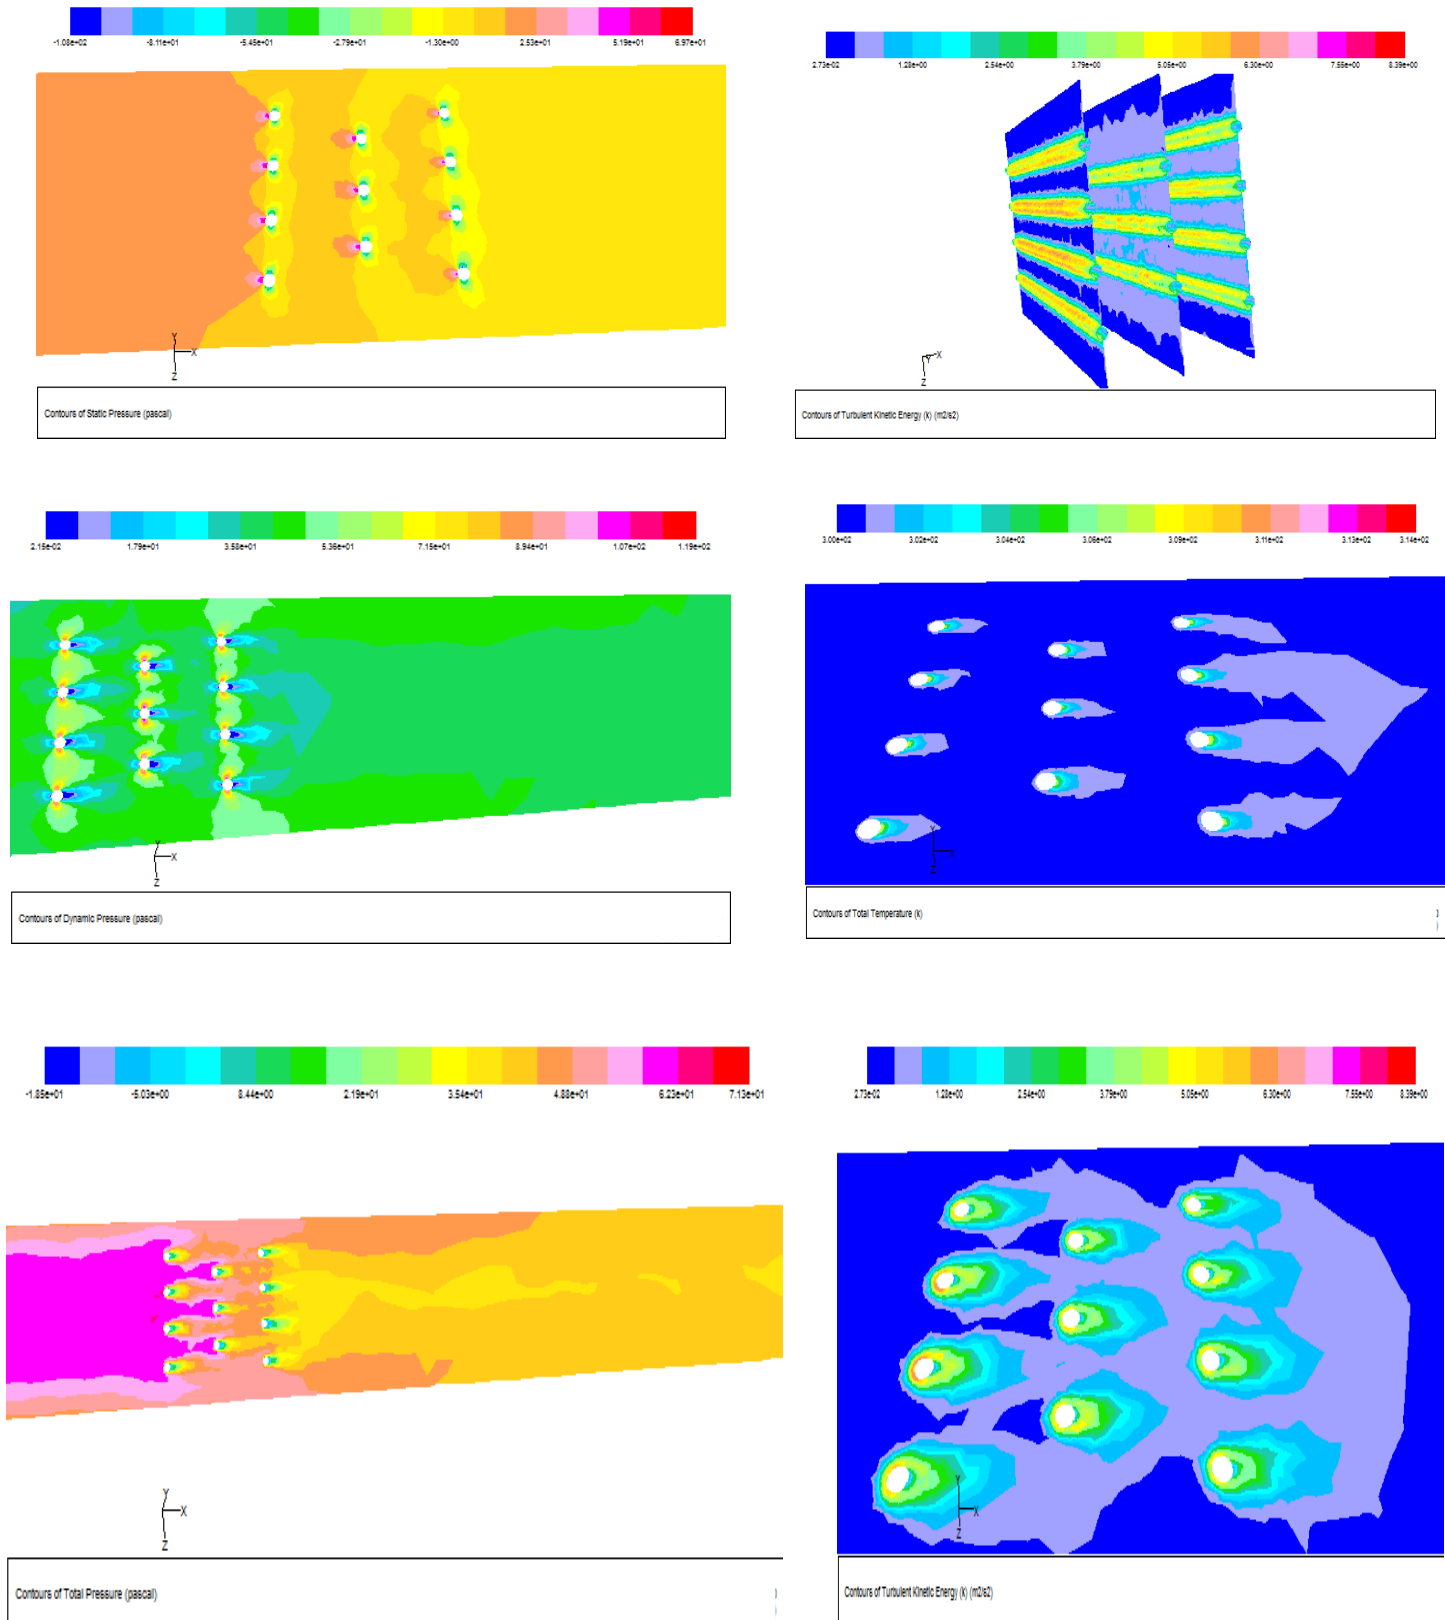 -1.08e+02 -8.11e+01 -5.45e+01 -2.79e+01 -1.30e+00 2.53e+01 5.19e+01 6.97e+01
Y
X
Z
Contours of Static Pressure (pascal)
2.73e-02 1.28e+00 2.54e+00 3.79e+00 5.05e+00 6.30e+00 7.55e+00 8.39e+00
Y
X
Z
Contours of Turbulent Kinetic Energy (k) (m2/s2)
2.15e-02 1.79e+01 3.58e+01 5.36e+01 7.15e+01 8.94e+01 1.07e+02 1.19e+02
Y
X
Z
Contours of Dynamic Pressure (pascal)
3.00e+02 3.02e+02 3.04e+02 3.06e+02 3.09e+02 3.11e+02 3.13e+02 3.14e+02
Y
X
Z
Contours of Total Temperature (k)
-1.85e+01 -5.03e+00 8.44e+00 2.19e+01 3.54e+01 4.88e+01 6.23e+01 7.13e+01
Y
X
Z
Contours of Total Pressure (pascal)
2.73e-02 1.28e+00 2.54e+00 3.79e+00 5.05e+00 6.30e+00 7.55e+00 8.39e+00
Y
X
Z
Contours of Turbulent Kinetic Energy (k) (m2/s2)